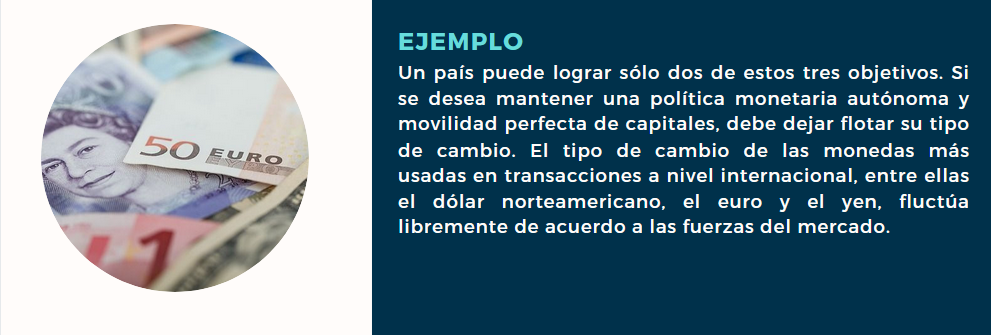 EJEMPLO
Un país puede lograr sólo dos de estos tres objetivos. Si
se desea mantener una política monetaria autónoma y
movilidad perfecta de capitales, debe dejar flotar su tipo
de cambio. El tipo de cambio de las monedas más
usadas en transacciones a nivel internacional, entre ellas
el dólar norteamericano, el euro y el yen, fluctúa
libremente de acuerdo a las fuerzas del mercado.
50 EURO
1